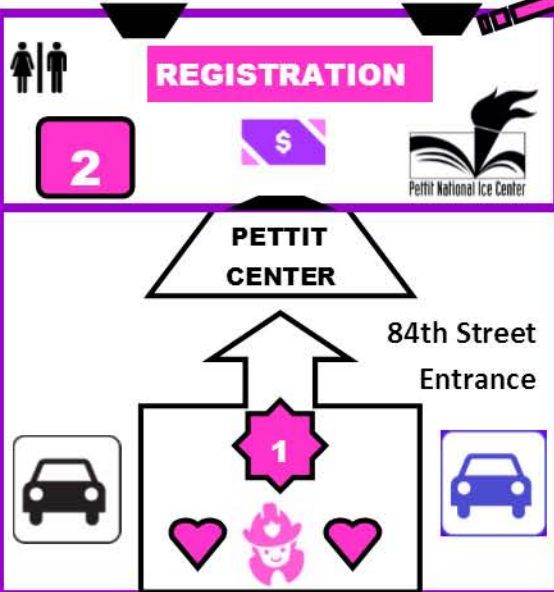 REGISTRATION
$
2
Pettit National Ice Center
PETTIT
CENTER
84th Street
Entrance
1